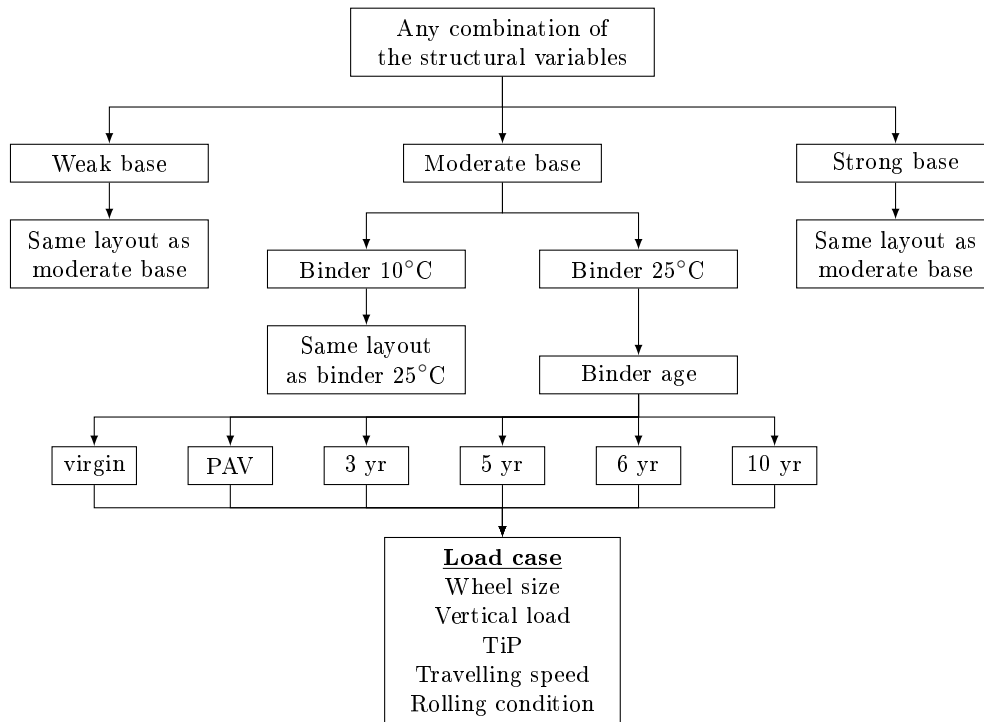 Any combination of
the structural variables
Weak base
Moderate base
Strong base
Same layout as
moderate base
Binder 10°C
Binder 25°C
Same layout as
moderate base
Same layout
as binder 25°C
Binder age
virgin
PAV
3 yr
5 yr
6 yr
10 yr
Load case
Wheel size
Vertical load
TiP
Travelling speed
Rolling condition